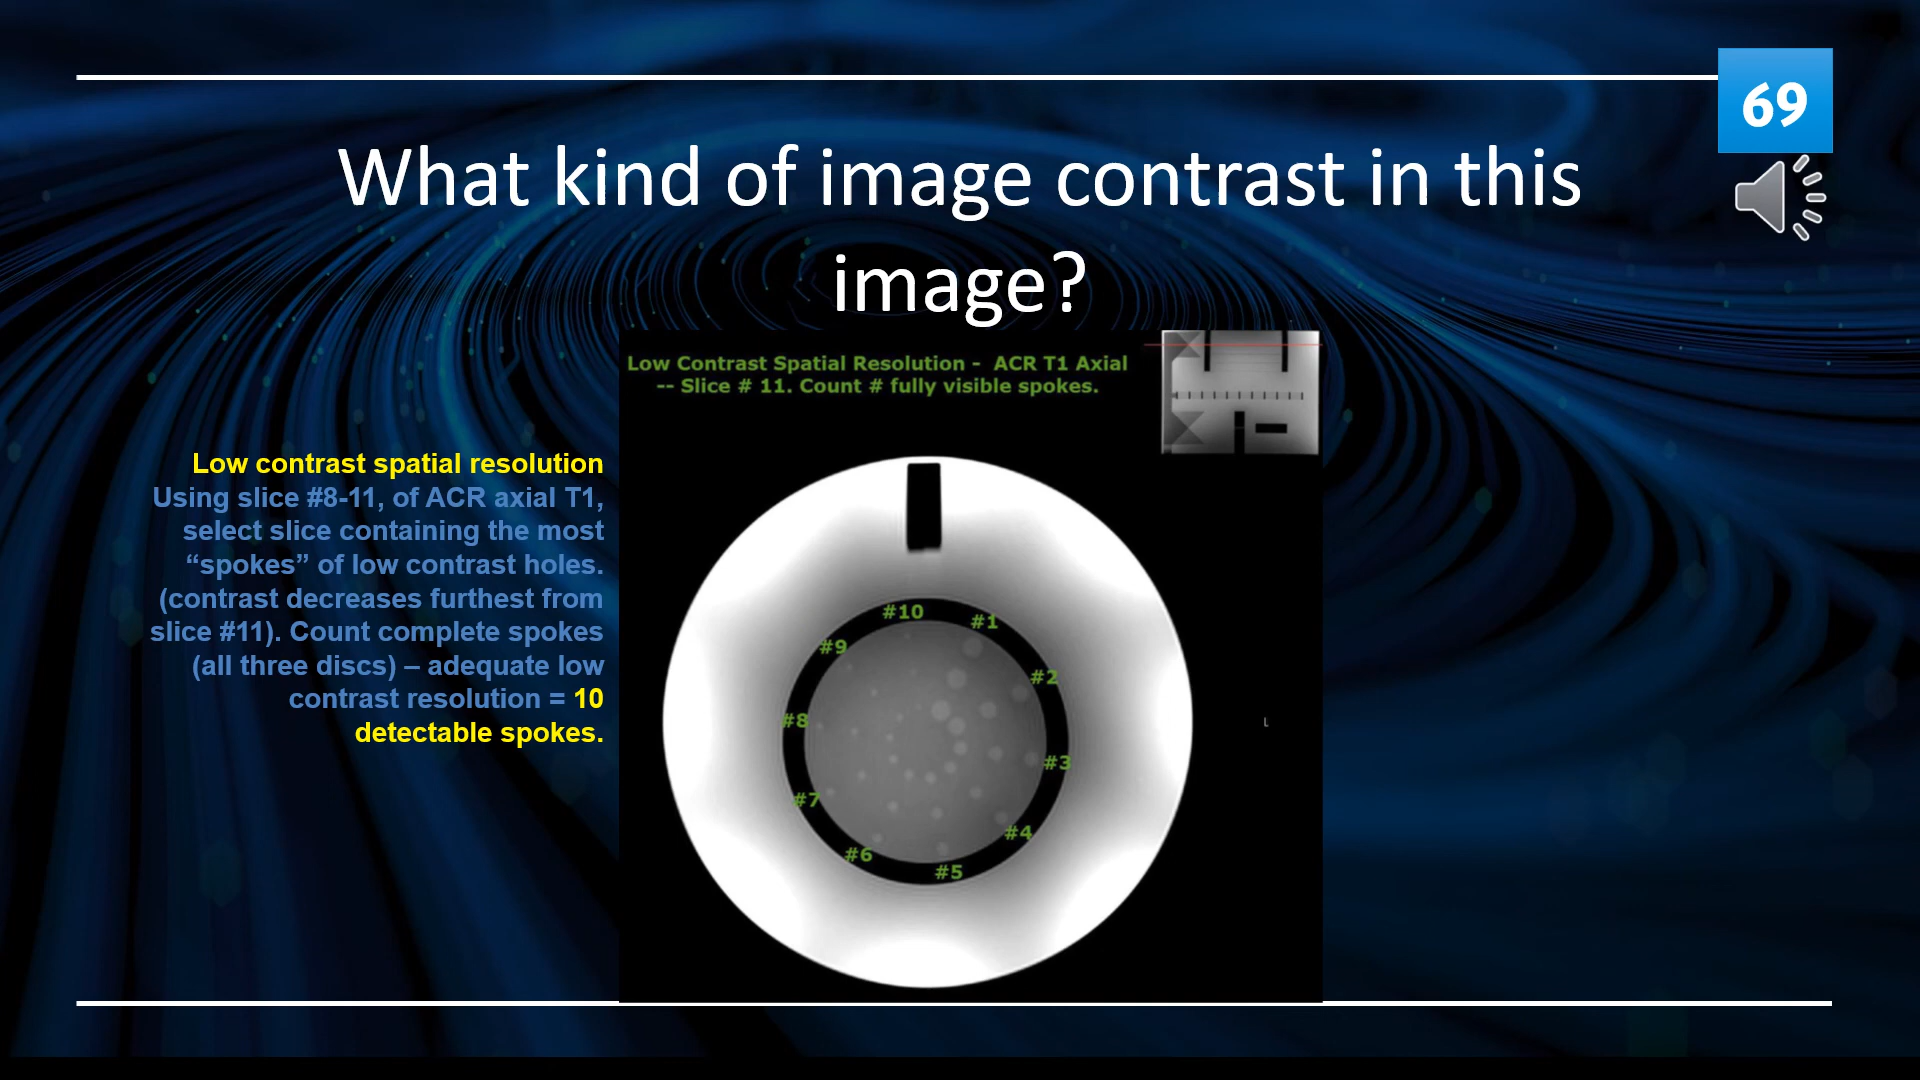 69
What kind of image contrast in this
image?
Low Contrast Spatial Resolution - ACR T1 Axial
-- Slice # 11. Count # fully visible spokes.
Low contrast spatial resolution
Using slice #8-11, of ACR axial T1,
select slice containing the most
“spokes” of low contrast holes.
(contrast decreases furthest from
slice #11). Count complete spokes
(all three discs) – adequate low
contrast resolution = 10
detectable spokes.
#10
#1
#9
#2
#8
#3
#7
#4
#6
#5
L